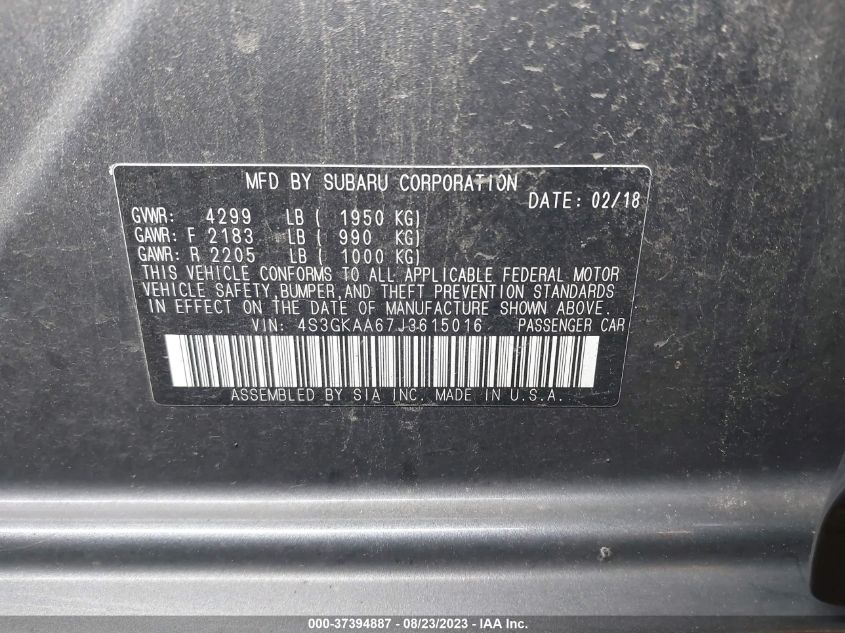 MFD BY SUBARU CORPORATION
DATE: 02/18
GVWR: 4299 LB ( 1950 KG)
GAWR: F 2183 LB ( 990 KG)
GAWR: R 2205 LB ( 1000 KG)
THIS VEHICLE CONFORMS TO ALL APPLICABLE FEDERAL MOTOR
VEHICLE SAFETY, BUMPER, AND THEFT PREVENTION STANDARDS
IN EFFECT ON THE DATE OF MANUFACTURE SHOWN ABOVE.
VIN: 4S3GKAA67J3615016 PASSENGER CAR
ASSEMBLED BY SIA INC. MADE IN U.S.A.
000-37394887 - 08/23/2023 - IAA Inc.